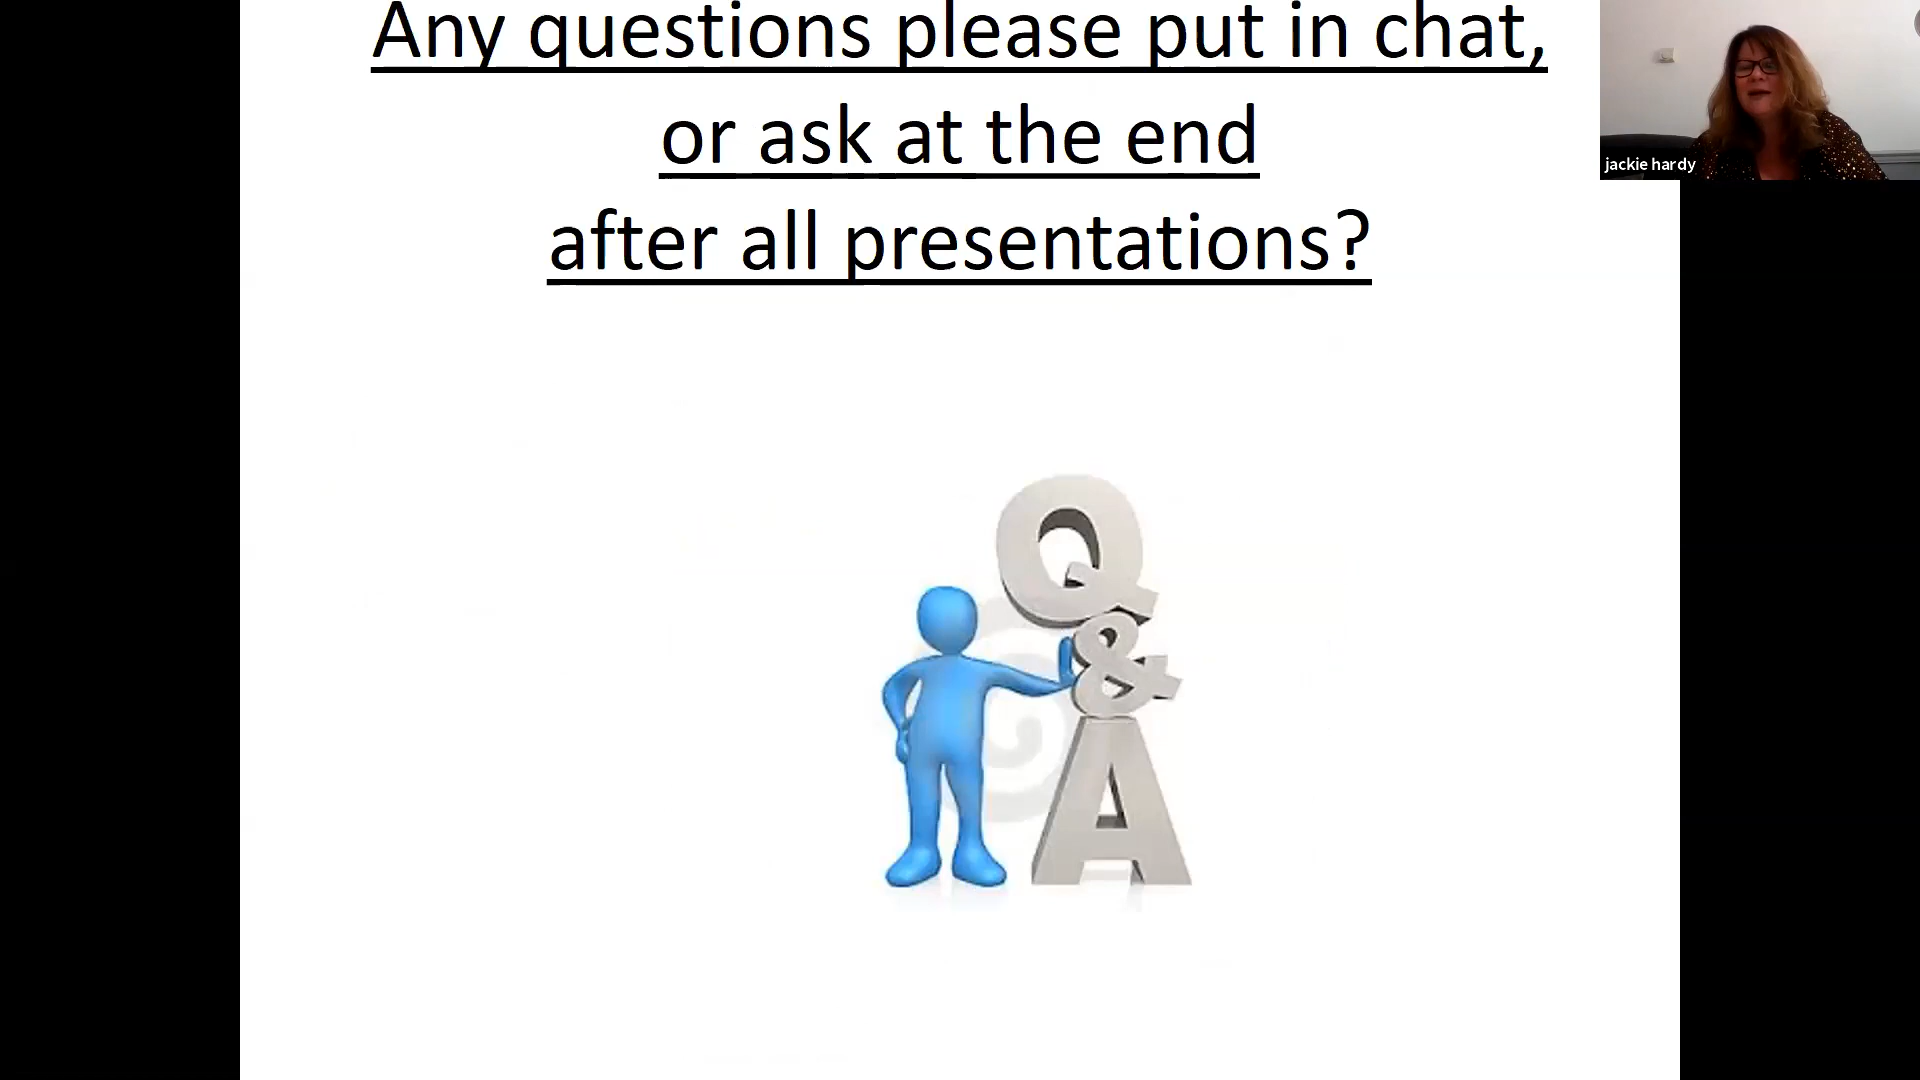 Any questions please put in chat,
or ask at the end
after all presentations?
jackie hardy
Q
&
A